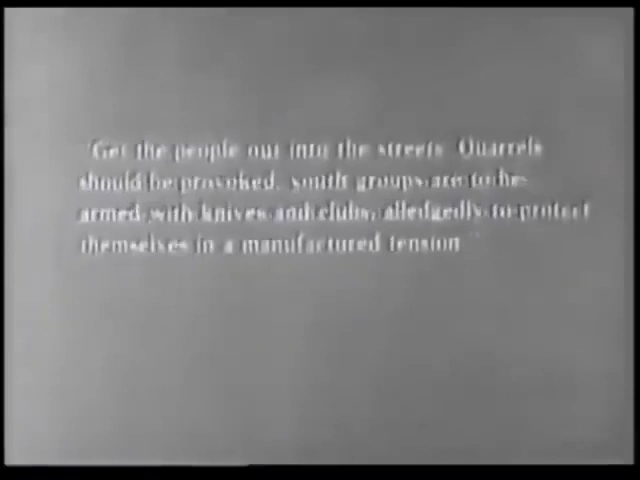 "Get the people out into the streets. Quarrels
should be provoked, youth groups are to be
armed with knives and clubs, alledgedly to protect
themselves in a manufactured tension."